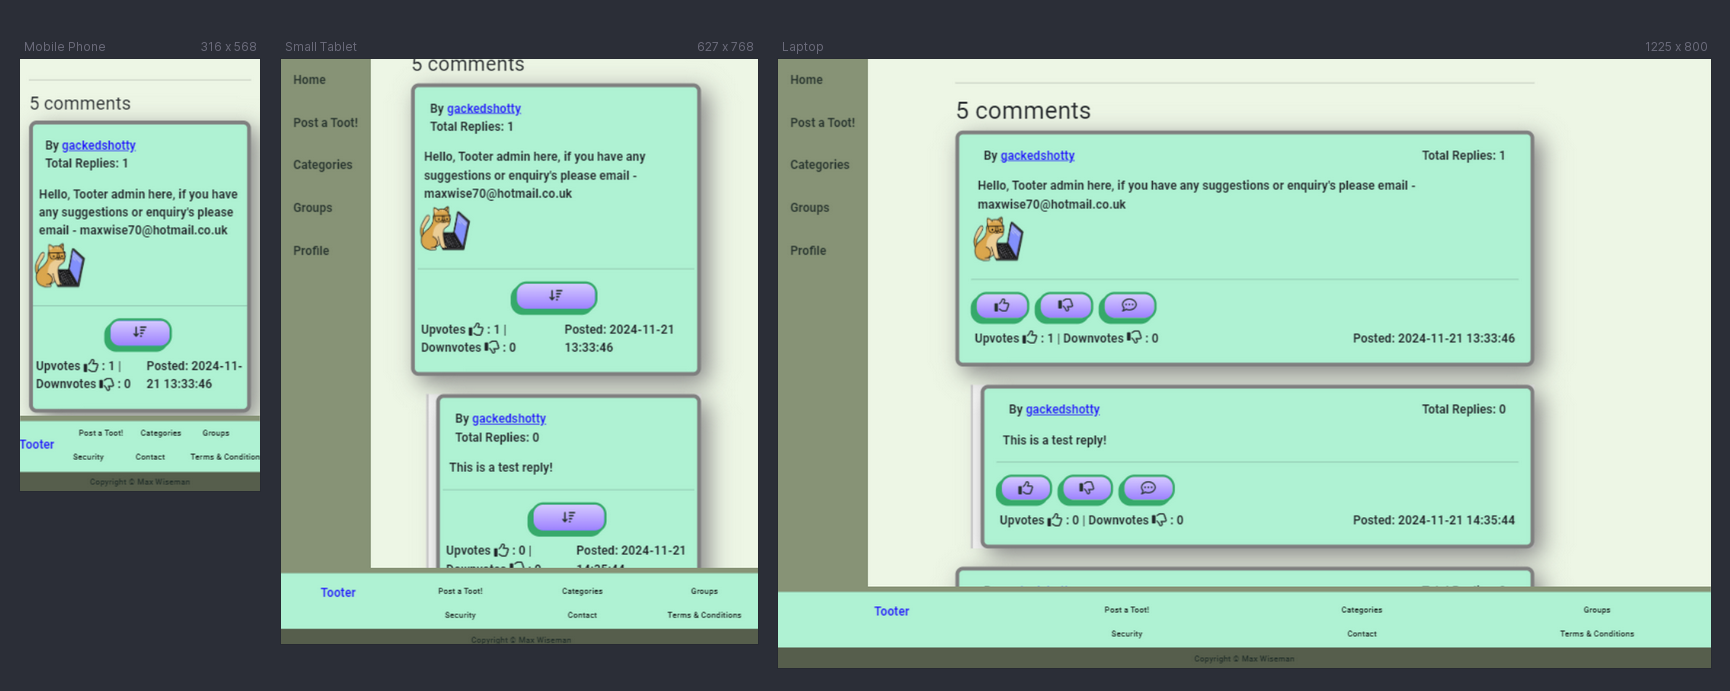 Mobile Phone 316 x 568
5 comments
By gackedshotty
Total Replies: 1
Hello, Tooter admin here, if you have
any suggestions or enquiry's please
email - maxwise70@hotmail.co.uk
Upvotes : 1 |
Downvotes : 0
Posted: 2024-11-
21 13:33:46
Tooter
Post a Toot! Categories Groups
Security Contact Terms & Condition
Copyright © Max Wiseman
Small Tablet 627 x 768
Home
Post a Toot!
Categories
Groups
Profile
5 comments
By gackedshotty
Total Replies: 1
Hello, Tooter admin here, if you have any
suggestions or enquiry's please email -
maxwise70@hotmail.co.uk
Upvotes : 1 |
Downvotes : 0
Posted: 2024-11-21
13:33:46
By gackedshotty
Total Replies: 0
This is a test reply!
Upvotes : 0 |
Downvotes : 0
Posted: 2024-11-21
14:35:44
Tooter
Post a Toot! Categories Groups
Security Contact Terms & Conditions
Copyright © Max Wiseman
Laptop 1225 x 800
Home
Post a Toot!
Categories
Groups
Profile
5 comments
By gackedshotty Total Replies: 1
Hello, Tooter admin here, if you have any suggestions or enquiry's please email -
maxwise70@hotmail.co.uk
Upvotes : 1 | Downvotes : 0 Posted: 2024-11-21 13:33:46
By gackedshotty Total Replies: 0
This is a test reply!
Upvotes : 0 | Downvotes : 0 Posted: 2024-11-21 14:35:44
Tooter
Post a Toot! Categories Groups
Security Contact Terms & Conditions
Copyright © Max Wiseman